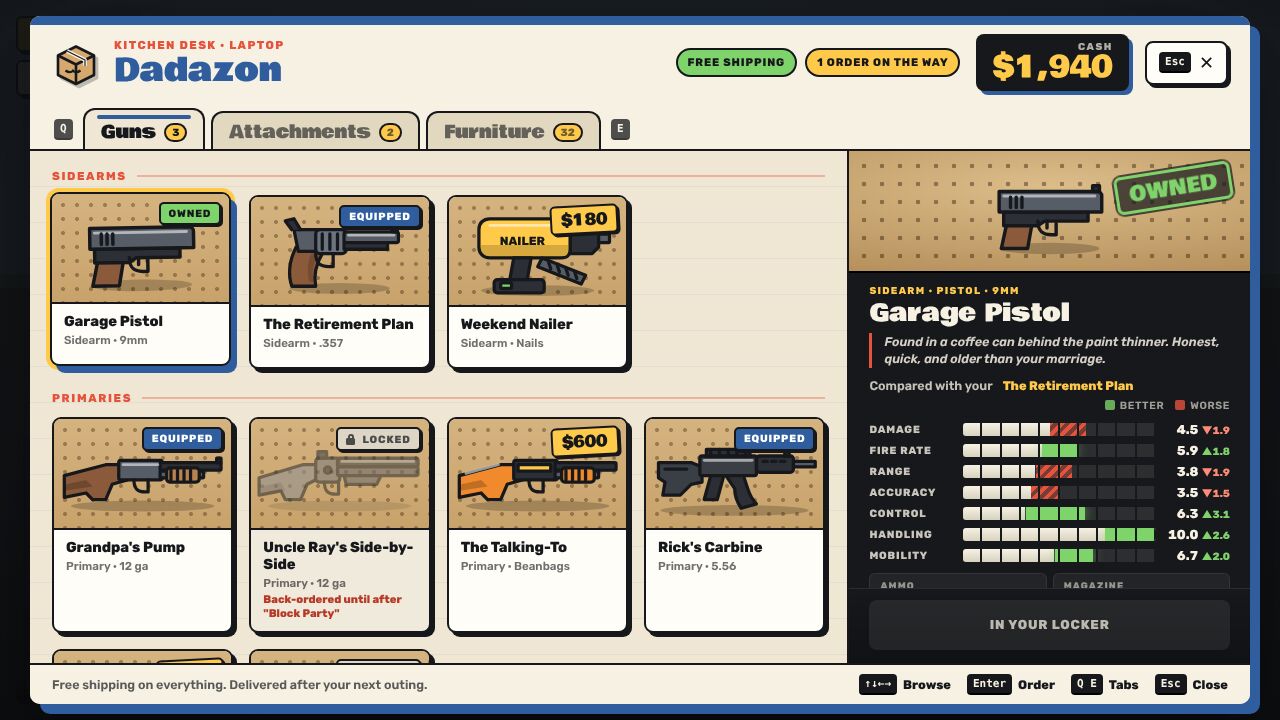 KITCHEN DESK • LAPTOP
Dadazon
FREE SHIPPING
1 ORDER ON THE WAY
CASH
$1,940
Esc ✕
Q
Guns 3
Attachments 2
Furniture 32
E
SIDEARMS
OWNED
Garage Pistol
Sidearm • 9mm
EQUIPPED
The Retirement Plan
Sidearm • .357
NAILER
$180
Weekend Nailer
Sidearm • Nails
PRIMARIES
EQUIPPED
Grandpa's Pump
Primary • 12 ga
LOCKED
Uncle Ray's Side-by-
Side
Primary • 12 ga
Back-ordered until after
"Block Party"
$600
The Talking-To
Primary • Beanbags
EQUIPPED
Rick's Carbine
Primary • 5.56
OWNED
SIDEARM • PISTOL • 9MM
Garage Pistol
Found in a coffee can behind the paint thinner. Honest,
quick, and older than your marriage.
Compared with your The Retirement Plan
BETTER WORSE
DAMAGE 4.5 ▼1.9
FIRE RATE 5.9 ▲1.8
RANGE 3.8 ▼1.9
ACCURACY 3.5 ▼1.5
CONTROL 6.3 ▲3.1
HANDLING 10.0 ▲2.6
MOBILITY 6.7 ▲2.0
AMMO MAGAZINE
IN YOUR LOCKER
Free shipping on everything. Delivered after your next outing.
↑↓←→ Browse Enter Order Q E Tabs Esc Close